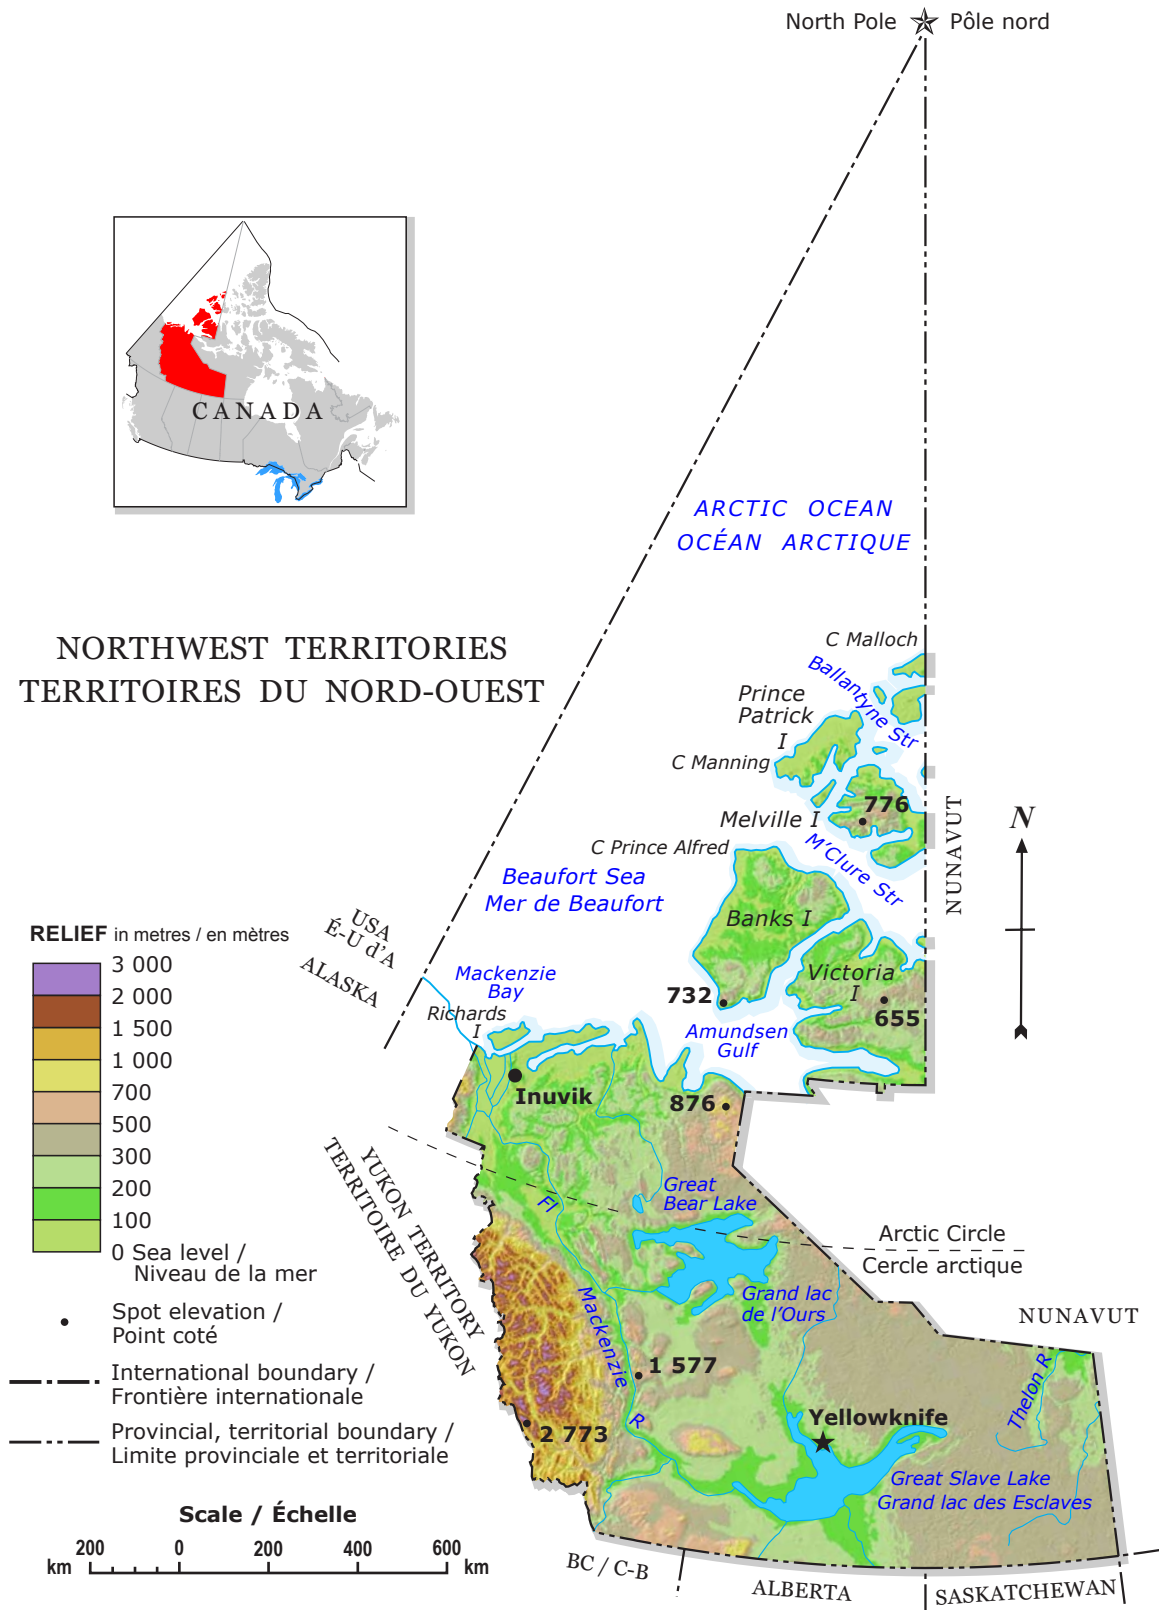 North Pole
Pôle nord
CANADA
ARCTIC OCEAN
OCÉAN ARCTIQUE
NORTHWEST TERRITORIES
TERRITOIRES DU NORD-OUEST
C Malloch
Ballantyne Str
Prince
Patrick
I
C Manning
776
Melville I
M'Clure Str
C Prince Alfred
NUNAVUT
N
Beaufort Sea
Mer de Beaufort
Banks I
USA
É-U d'A
ALASKA
Mackenzie
Bay
Richards
I
Victoria
I
732
655
Amundsen
Gulf
Inuvik
876
RELIEF in metres / en mètres
3 000
2 000
1 500
1 000
700
500
300
200
100
0 Sea level /
Niveau de la mer
Spot elevation /
Point coté
International boundary /
Frontière internationale
Provincial, territorial boundary /
Limite provinciale et territoriale
YUKON TERRITORY
TERRITOIRE DU YUKON
Fl
Mackenzie
R
Great
Bear Lake
Grand lac
de l'Ours
Arctic Circle
Cercle arctique
NUNAVUT
Thelon R
1 577
2 773
Yellowknife
Great Slave Lake
Grand lac des Esclaves
Scale / Échelle
200
km
0
200
400
600
km
BC / C-B
ALBERTA
SASKATCHEWAN